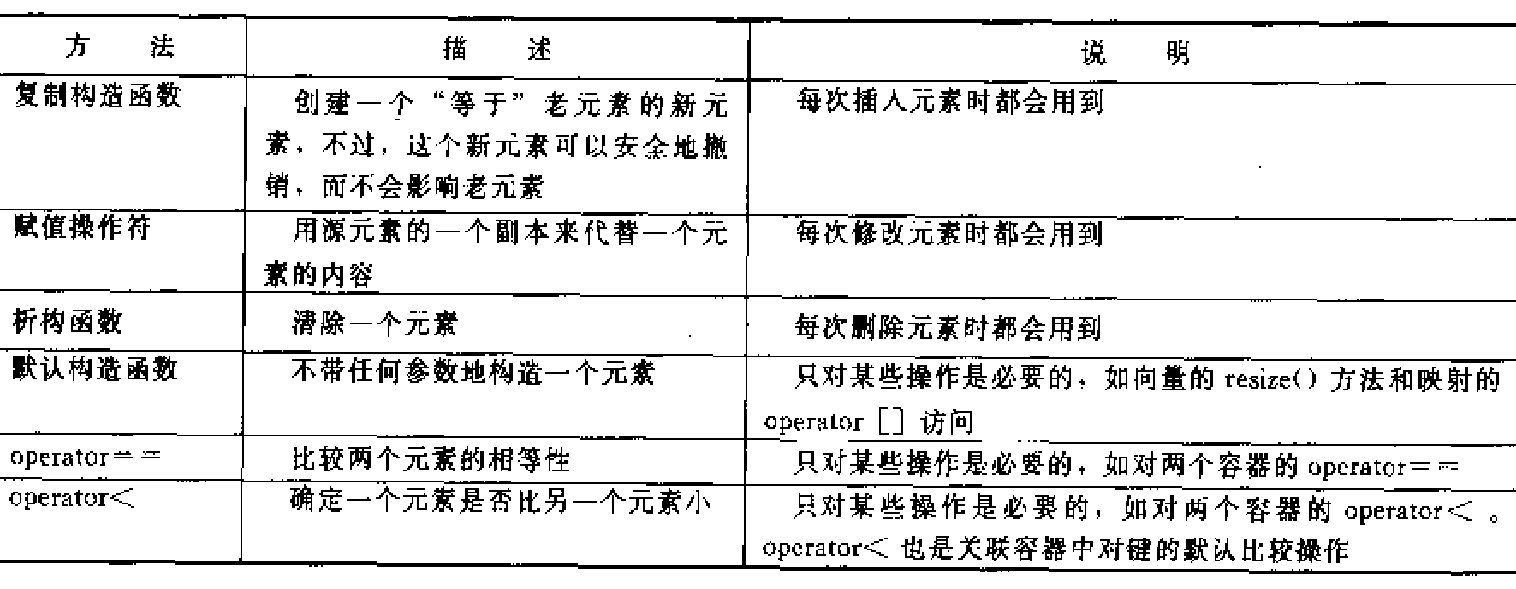 方 法 描 述 说 明
复制构造函数 创建一个“等于”老元素的新元 每次插入元素时都会用到
素，不过，这个新元素可以安全地撤
销，而不会影响老元素
赋值操作符 用源元素的一个副本来代替一个元 每次修改元素时都会用到
素的内容
析构函数 清除一个元素 每次删除元素时都会用到
默认构造函数 不带任何参数地构造一个元素 只对某些操作是必要的，如向量的 resize() 方法和映射的
operator [] 访问
operator== 比较两个元素的相等性 只对某些操作是必要的，如对两个容器的 operator==
operator< 确定一个元素是否比另一个元素小 只对某些操作是必要的，如对两个容器的 operator< 。
operator< 也是关联容器中对键的默认比较操作